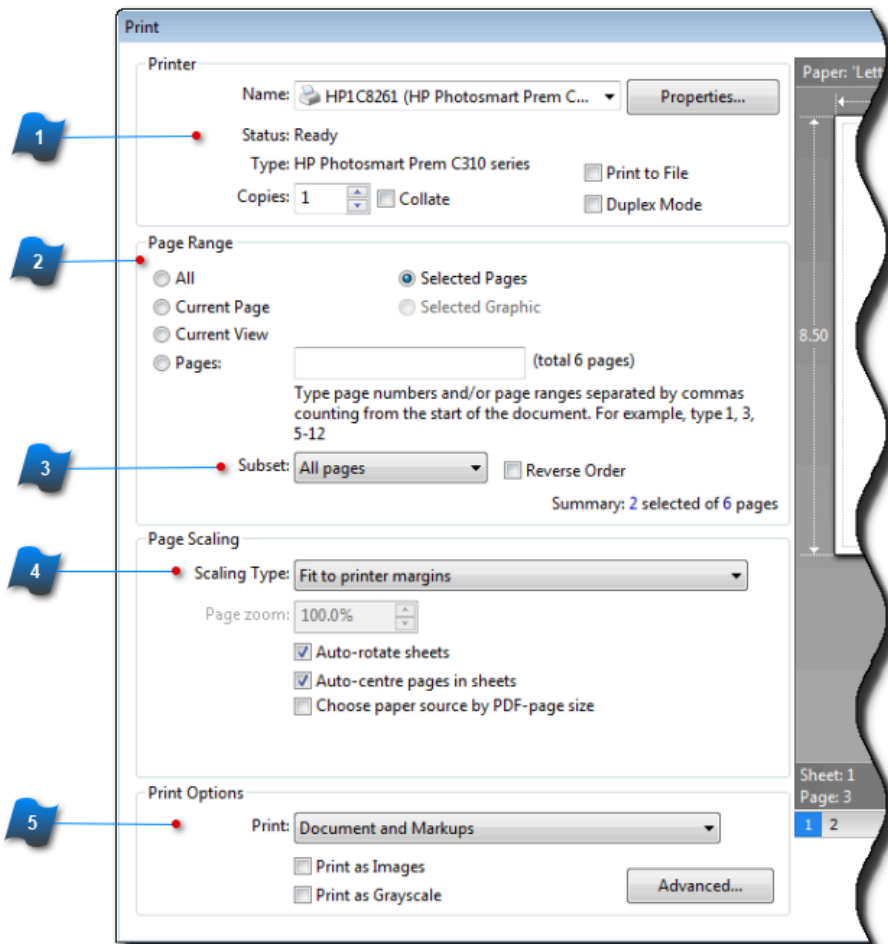 Print
Printer
Paper: 'Lett
Name: HP1C8261 (HP Photosmart Prem C... Properties...
1
Status: Ready
Type: HP Photosmart Prem C310 series
Print to File
Copies: 1 Collate
Duplex Mode
2
Page Range
All Selected Pages
Current Page Selected Graphic
Current View
8.50
Pages: (total 6 pages)
Type page numbers and/or page ranges separated by commas
counting from the start of the document. For example, type 1, 3,
5-12
3
Subset: All pages Reverse Order
Summary: 2 selected of 6 pages
Page Scaling
4
Scaling Type: Fit to printer margins
Page zoom: 100.0%
Auto-rotate sheets
Auto-centre pages in sheets
Choose paper source by PDF-page size
Sheet: 1
Page: 3
1 2
Print Options
5
Print: Document and Markups
Print as Images
Print as Grayscale
Advanced...